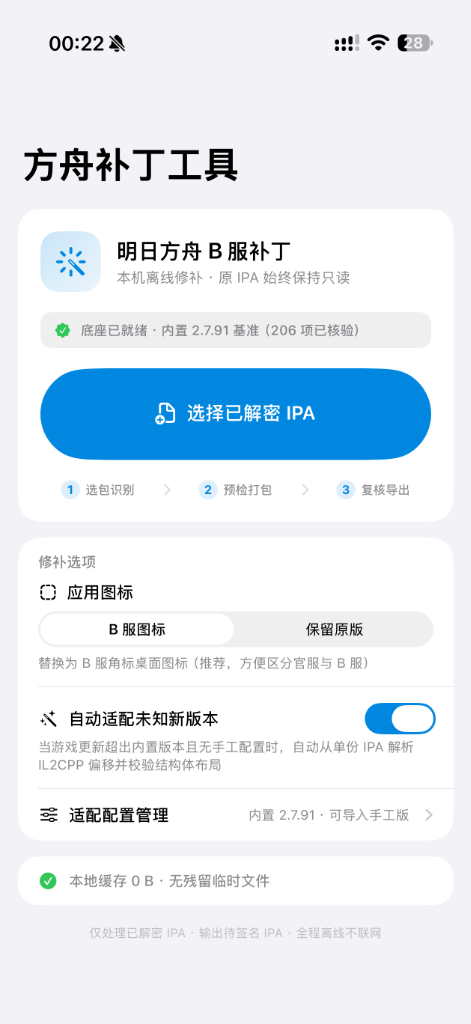 00:22
28
方舟补丁工具
明日方舟 B 服补丁
本机离线修补 · 原 IPA 始终保持只读
底座已就绪 · 内置 2.7.91 基准（206 项已核验）
选择已解密 IPA
1 选包识别 2 预检打包 3 复核导出
修补选项
应用图标
B 服图标 保留原版
替换为 B 服角标桌面图标（推荐，方便区分官服与 B 服）
自动适配未知新版本
当游戏更新超出内置版本且无手工配置时，自动从单份 IPA 解析
IL2CPP 偏移并校验结构体布局
适配配置管理 内置 2.7.91 · 可导入手工版
本地缓存 0 B · 无残留临时文件
仅处理已解密 IPA · 输出待签名 IPA · 全程离线不联网